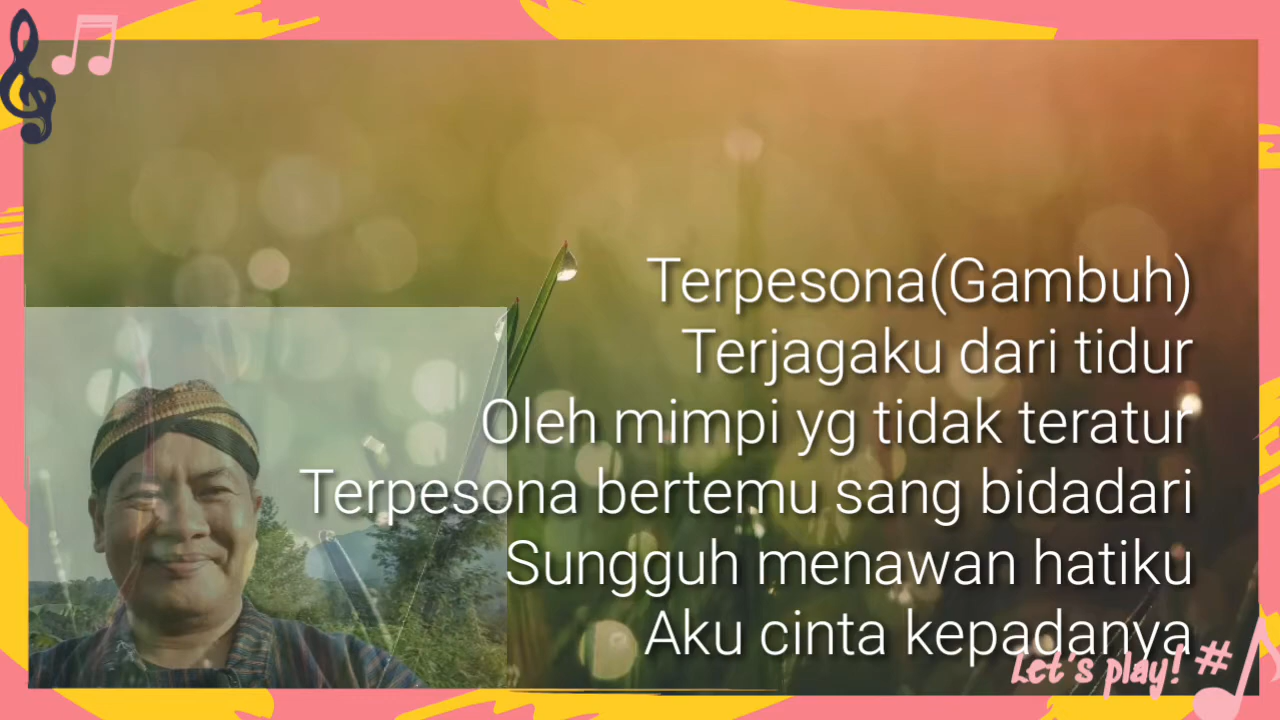 Terpesona(Gambuh)
Terjagaku dari tidur
Oleh mimpi yg tidak teratur
Terpesona bertemu sang bidadari
Sungguh menawan hatiku
Aku cinta kepadanya
Let's play! #